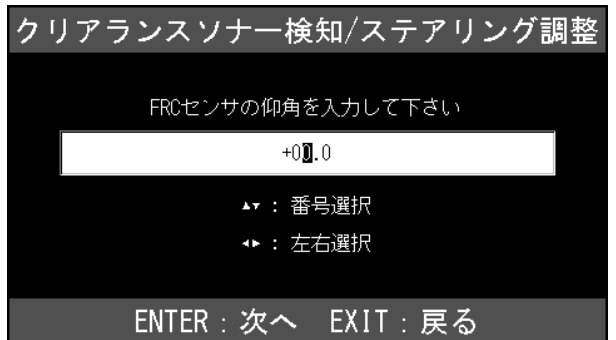 クリアランスソナー検知/ステアリング調整
FRCセンサの仰角を入力して下さい
+00.0
▲▼ : 番号選択
◀▶ : 左右選択
ENTER : 次へ EXIT : 戻る